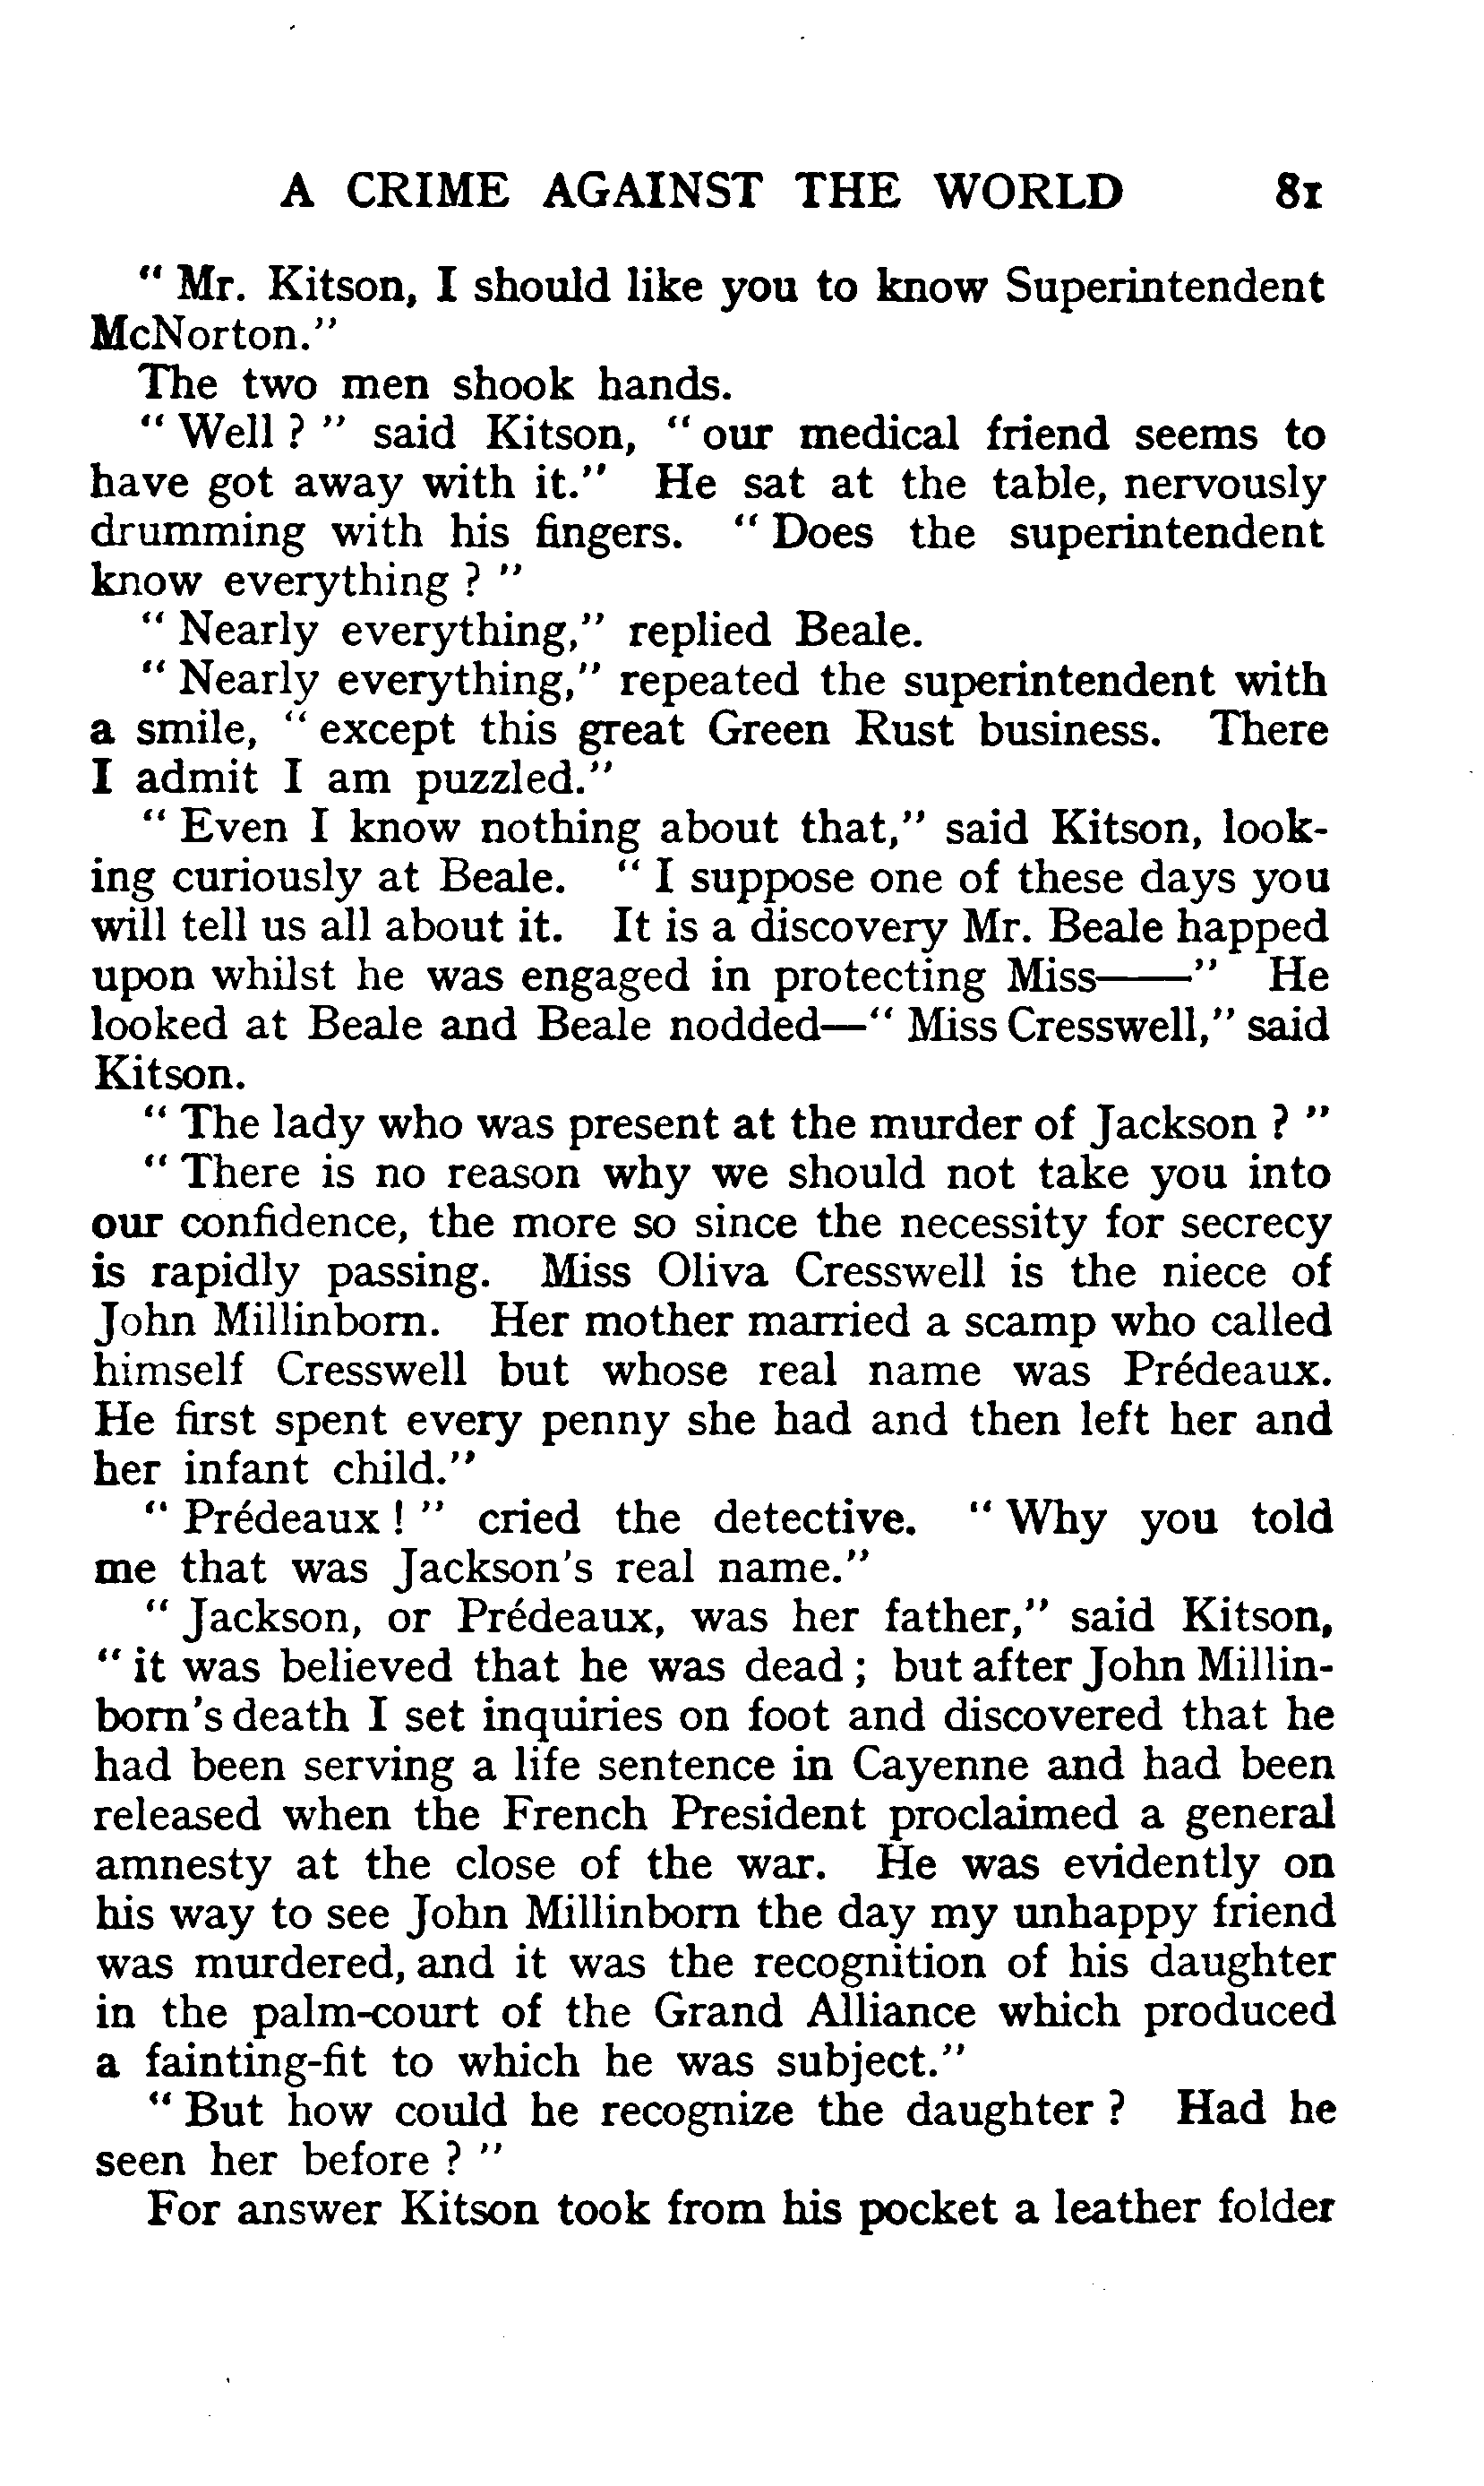 A CRIME AGAINST THE WORLD 81
" Mr. Kitson, I should like you to know Superintendent
McNorton."
The two men shook hands.
" Well ? " said Kitson, " our medical friend seems to
have got away with it." He sat at the table, nervously
drumming with his fingers. " Does the superintendent
know everything ? "
" Nearly everything," replied Beale.
" Nearly everything," repeated the superintendent with
a smile, " except this great Green Rust business. There
I admit I am puzzled."
" Even I know nothing about that," said Kitson, look-
ing curiously at Beale. " I suppose one of these days you
will tell us all about it. It is a discovery Mr. Beale happed
upon whilst he was engaged in protecting Miss——" He
looked at Beale and Beale nodded—" Miss Cresswell," said
Kitson.
" The lady who was present at the murder of Jackson ? "
" There is no reason why we should not take you into
our confidence, the more so since the necessity for secrecy
is rapidly passing. Miss Oliva Cresswell is the niece of
John Millinborn. Her mother married a scamp who called
himself Cresswell but whose real name was Prédeaux.
He first spent every penny she had and then left her and
her infant child."
" Prédeaux ! " cried the detective. " Why you told
me that was Jackson's real name."
" Jackson, or Prédeaux, was her father," said Kitson,
" it was believed that he was dead ; but after John Millin-
born's death I set inquiries on foot and discovered that he
had been serving a life sentence in Cayenne and had been
released when the French President proclaimed a general
amnesty at the close of the war. He was evidently on
his way to see John Millinborn the day my unhappy friend
was murdered, and it was the recognition of his daughter
in the palm-court of the Grand Alliance which produced
a fainting-fit to which he was subject."
" But how could he recognize the daughter ? Had he
seen her before ? "
For answer Kitson took from his pocket a leather folder